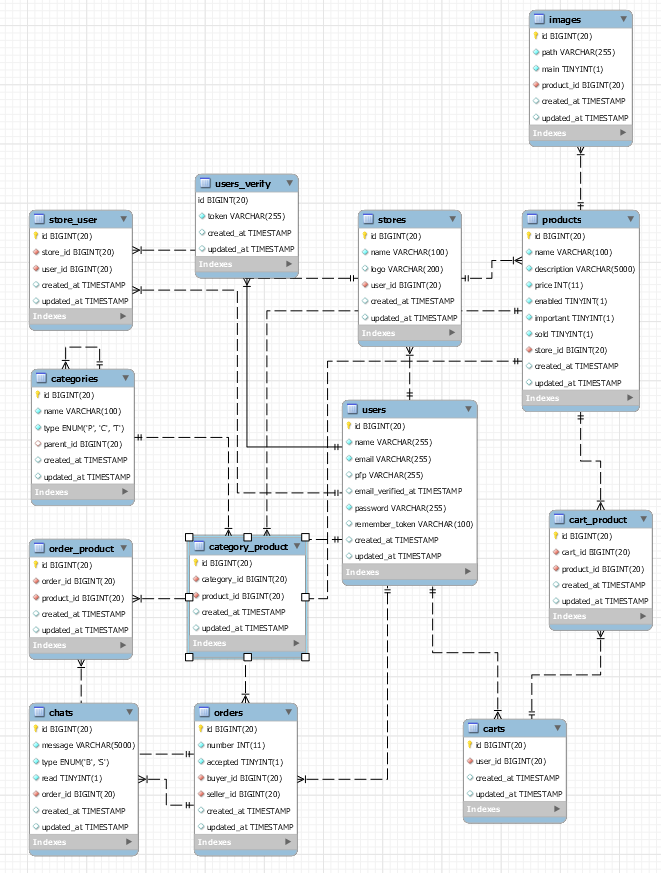 images
id BIGINT(20)
path VARCHAR(255)
main TINYINT(1)
product_id BIGINT(20)
created_at TIMESTAMP
updated_at TIMESTAMP
Indexes
users_verify
id BIGINT(20)
token VARCHAR(255)
created_at TIMESTAMP
updated_at TIMESTAMP
Indexes
store_user
id BIGINT(20)
store_id BIGINT(20)
user_id BIGINT(20)
created_at TIMESTAMP
updated_at TIMESTAMP
Indexes
stores
id BIGINT(20)
name VARCHAR(100)
logo VARCHAR(200)
user_id BIGINT(20)
created_at TIMESTAMP
updated_at TIMESTAMP
Indexes
products
id BIGINT(20)
name VARCHAR(100)
description VARCHAR(5000)
price INT(11)
enabled TINYINT(1)
important TINYINT(1)
sold TINYINT(1)
store_id BIGINT(20)
created_at TIMESTAMP
updated_at TIMESTAMP
Indexes
categories
id BIGINT(20)
name VARCHAR(100)
type ENUM('P', 'C', 'T')
parent_id BIGINT(20)
created_at TIMESTAMP
updated_at TIMESTAMP
Indexes
users
id BIGINT(20)
name VARCHAR(255)
email VARCHAR(255)
pfp VARCHAR(255)
email_verified_at TIMESTAMP
password VARCHAR(255)
remember_token VARCHAR(100)
created_at TIMESTAMP
updated_at TIMESTAMP
Indexes
cart_product
id BIGINT(20)
cart_id BIGINT(20)
product_id BIGINT(20)
created_at TIMESTAMP
updated_at TIMESTAMP
Indexes
order_product
id BIGINT(20)
order_id BIGINT(20)
product_id BIGINT(20)
created_at TIMESTAMP
updated_at TIMESTAMP
Indexes
category_product
id BIGINT(20)
category_id BIGINT(20)
product_id BIGINT(20)
created_at TIMESTAMP
updated_at TIMESTAMP
Indexes
chats
id BIGINT(20)
message VARCHAR(5000)
type ENUM('B', 'S')
read TINYINT(1)
order_id BIGINT(20)
created_at TIMESTAMP
updated_at TIMESTAMP
Indexes
orders
id BIGINT(20)
number INT(11)
accepted TINYINT(1)
buyer_id BIGINT(20)
seller_id BIGINT(20)
created_at TIMESTAMP
updated_at TIMESTAMP
Indexes
carts
id BIGINT(20)
user_id BIGINT(20)
created_at TIMESTAMP
updated_at TIMESTAMP
Indexes